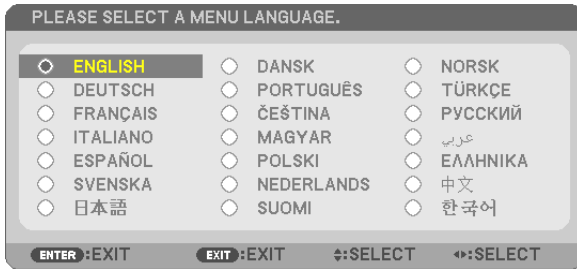 PLEASE SELECT A MENU LANGUAGE.
ENGLISH DANSK NORSK
DEUTSCH PORTUGUÊS TÜRKÇE
FRANÇAIS ČEŠTINA РУССКИЙ
ITALIANO MAGYAR عربي
ESPAÑOL POLSKI ΕΛΛΗΝΙΚΑ
SVENSKA NEDERLANDS 中文
日本語 SUOMI 한국어
ENTER :EXIT EXIT :EXIT :SELECT :SELECT